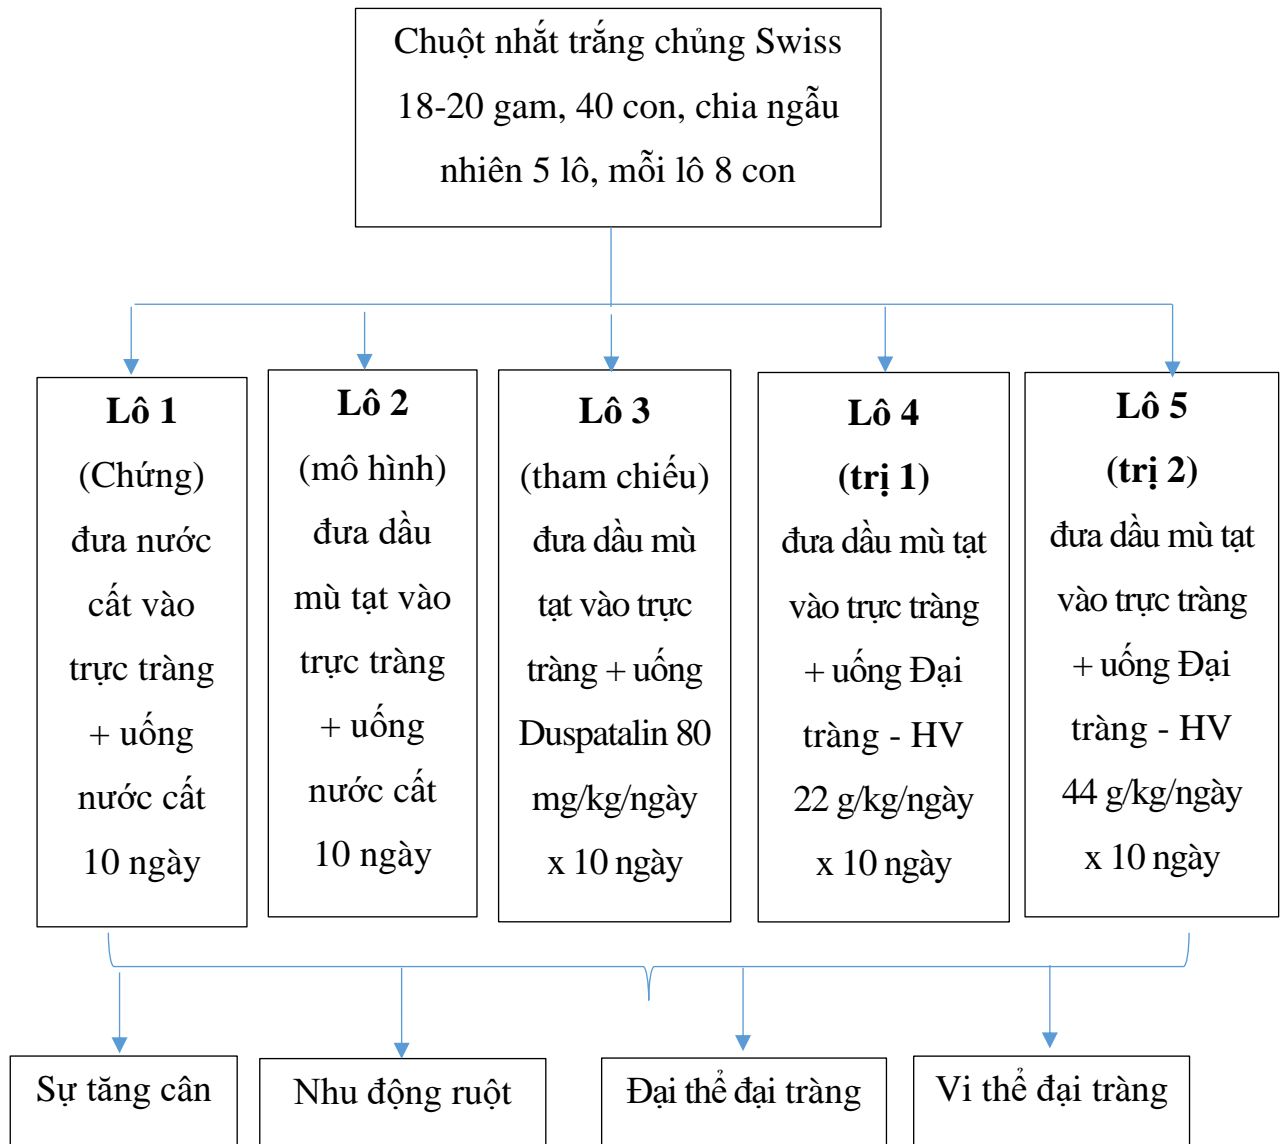 Chuột nhắt trắng chủng Swiss
18-20 gam, 40 con, chia ngẫu
nhiên 5 lô, mỗi lô 8 con
Lô 1
(Chứng)
đưa nước
cất vào
trực tràng
+ uống
nước cất
10 ngày
Lô 2
(mô hình)
đưa dầu
mù tạt vào
trực tràng
+ uống
nước cất
10 ngày
Lô 3
(tham chiếu)
đưa dầu mù
tạt vào trực
tràng + uống
Duspatalin 80
mg/kg/ngày
x 10 ngày
Lô 4
(trị 1)
đưa dầu mù tạt
vào trực tràng
+ uống Đại
tràng - HV
22 g/kg/ngày
x 10 ngày
Lô 5
(trị 2)
đưa dầu mù tạt
vào trực tràng
+ uống Đại
tràng - HV
44 g/kg/ngày
x 10 ngày
Sự tăng cân
Nhu động ruột
Đại thể đại tràng
Vi thể đại tràng